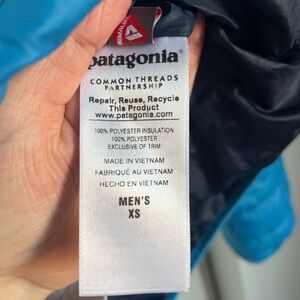 patagonia®
COMMON THREADS
PARTNERSHIP
Repair, Reuse, Recycle
This Product
www.patagonia.com
100% POLYESTER INSULATION
100% POLYESTER
EXCLUSIVE OF TRIM
MADE IN VIETNAM
FABRIQUÉ AU VIETNAM
HECHO EN VIETNAM
MEN'S
XS